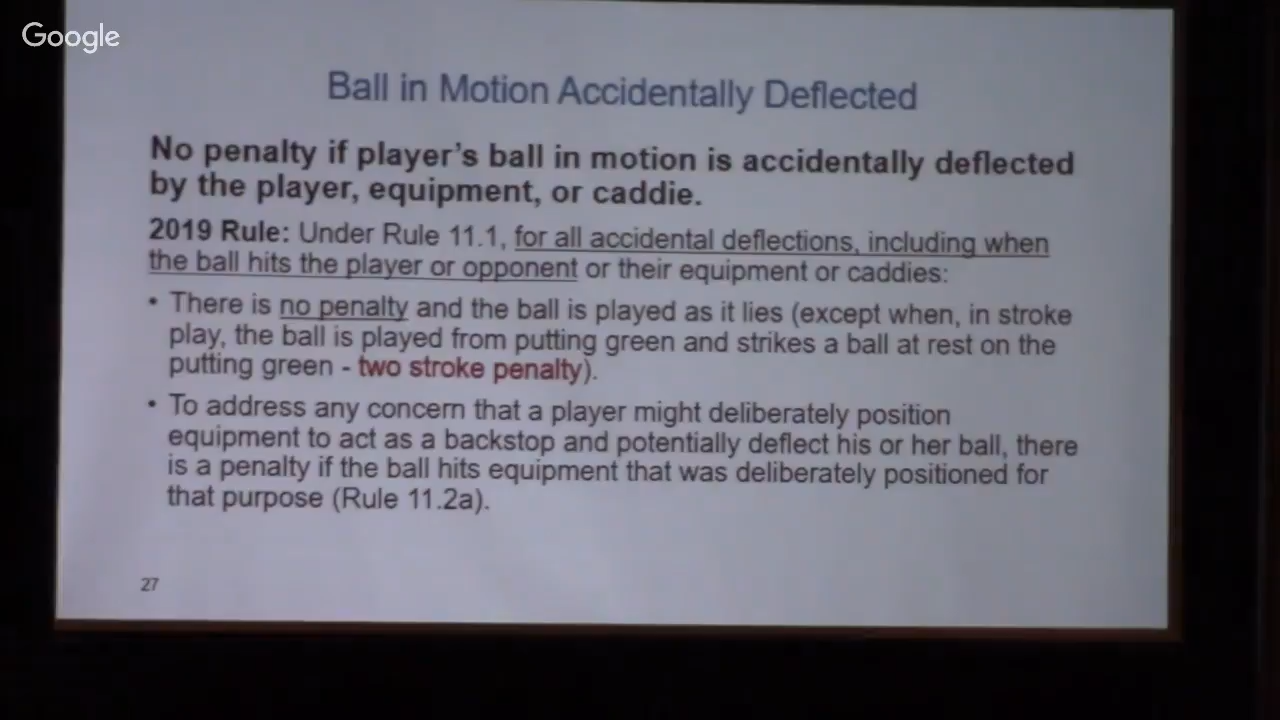 Google
Ball in Motion Accidentally Deflected
No penalty if player's ball in motion is accidentally deflected
by the player, equipment, or caddie.
2019 Rule: Under Rule 11.1, for all accidental deflections, including when
the ball hits the player or opponent or their equipment or caddies:
• There is no penalty and the ball is played as it lies (except when, in stroke
play, the ball is played from putting green and strikes a ball at rest on the
putting green - two stroke penalty).
• To address any concern that a player might deliberately position
equipment to act as a backstop and potentially deflect his or her ball, there
is a penalty if the ball hits equipment that was deliberately positioned for
that purpose (Rule 11.2a).
27